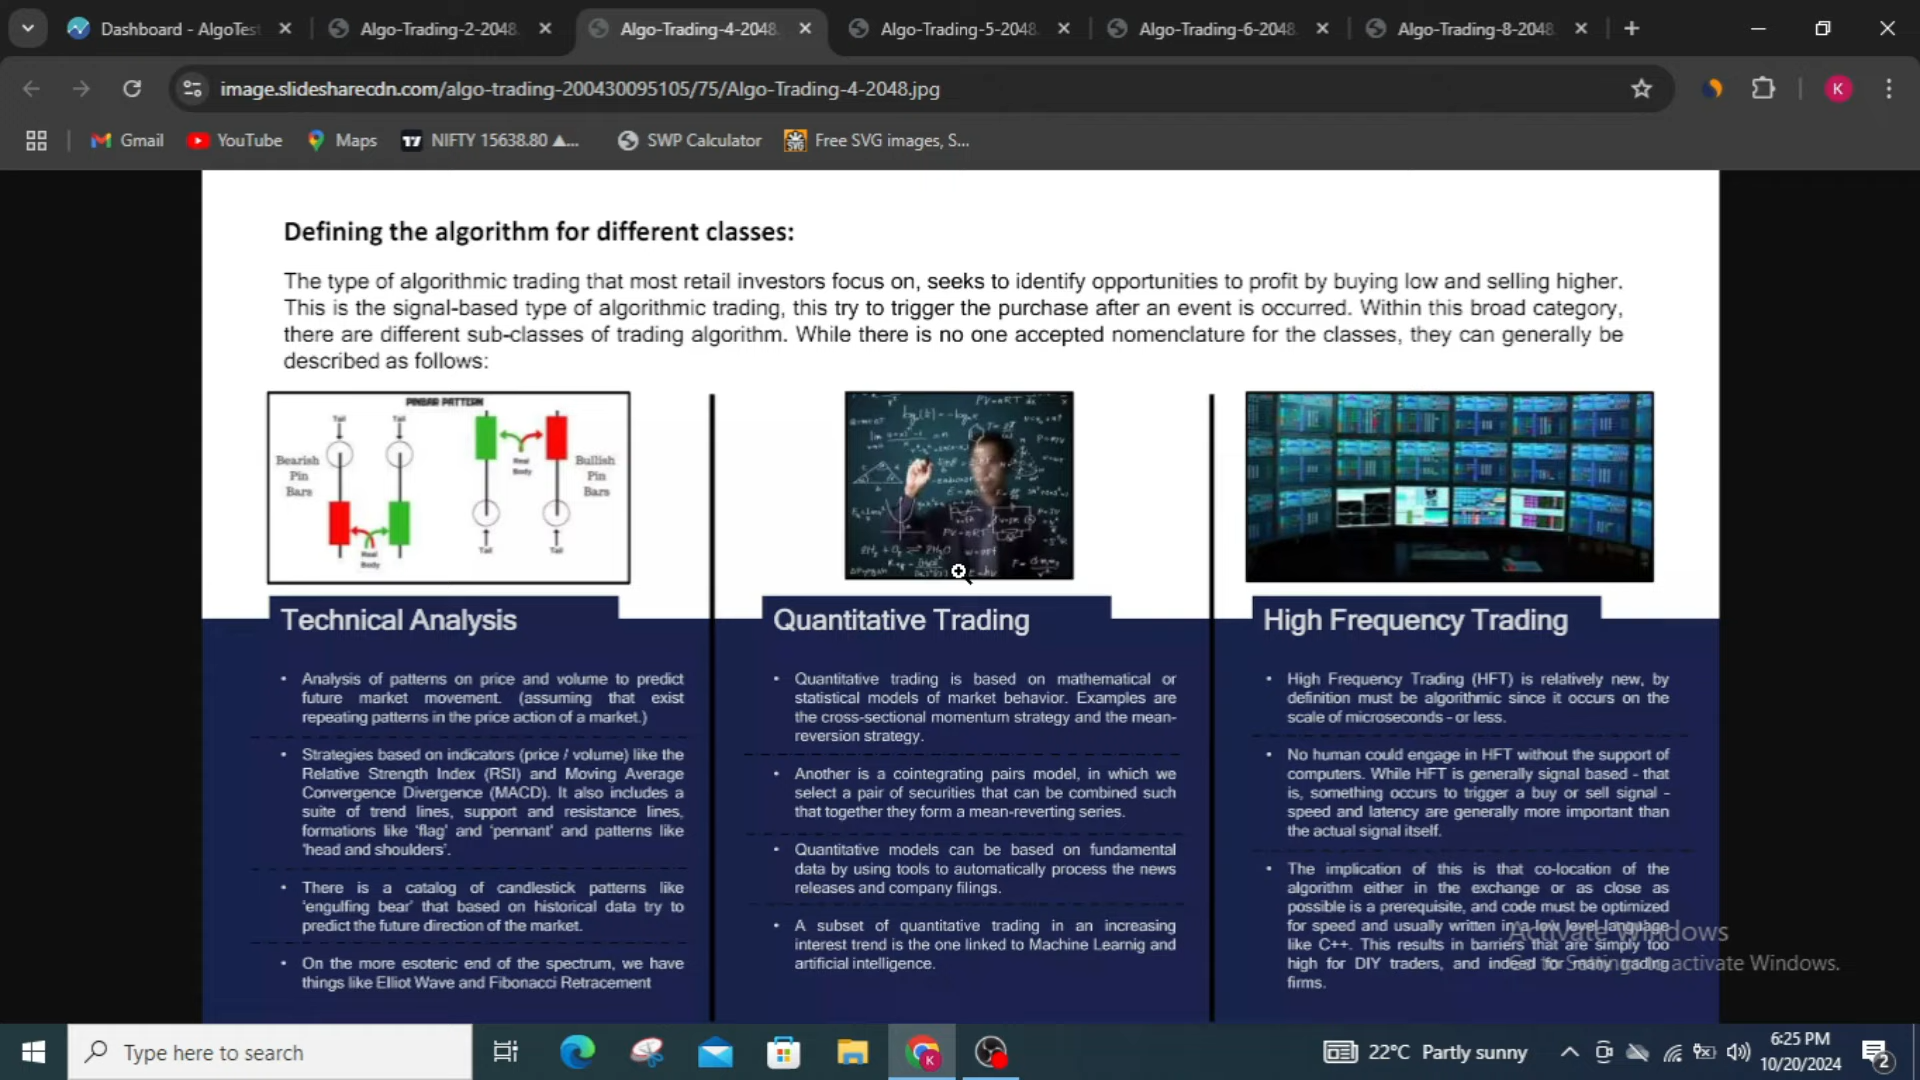 Dashboard - AlgoTest
Algo-Trading-2-2048.
Algo-Trading-4-2048.
Algo-Trading-5-2048.
Algo-Trading-6-2048.
Algo-Trading-8-2048.
image.slidesharecdn.com/algo-trading-200430095105/75/Algo-Trading-4-2048.jpg
K
Gmail
YouTube
Maps
NIFTY 15638.80 ▲...
SWP Calculator
Free SVG images, S...
Defining the algorithm for different classes:
The type of algorithmic trading that most retail investors focus on, seeks to identify opportunities to profit by buying low and selling higher.
This is the signal-based type of algorithmic trading, this try to trigger the purchase after an event is occurred. Within this broad category,
there are different sub-classes of trading algorithm. While there is no one accepted nomenclature for the classes, they can generally be
described as follows:
PINBAR PATTERN
Tail
Tail
Bearish
Pin
Bars
Real
Body
Real
Body
Bullish
Pin
Bars
Tail
Tail
Technical Analysis
• Analysis of patterns on price and volume to predict
future market movement. (assuming that exist
repeating patterns in the price action of a market.)
• Strategies based on indicators (price / volume) like the
Relative Strength Index (RSI) and Moving Average
Convergence Divergence (MACD). It also includes a
suite of trend lines, support and resistance lines,
formations like 'flag' and 'pennant' and patterns like
'head and shoulders'.
• There is a catalog of candlestick patterns like
'engulfing bear' that based on historical data try to
predict the future direction of the market.
• On the more esoteric end of the spectrum, we have
things like Elliot Wave and Fibonacci Retracement
Quantitative Trading
• Quantitative trading is based on mathematical or
statistical models of market behavior. Examples are
the cross-sectional momentum strategy and the mean-
reversion strategy.
• Another is a cointegrating pairs model, in which we
select a pair of securities that can be combined such
that together they form a mean-reverting series.
• Quantitative models can be based on fundamental
data by using tools to automatically process the news
releases and company filings.
• A subset of quantitative trading in an increasing
interest trend is the one linked to Machine Learnig and
artificial intelligence.
High Frequency Trading
• High Frequency Trading (HFT) is relatively new, by
definition must be algorithmic since it occurs on the
scale of microseconds - or less.
• No human could engage in HFT without the support of
computers. While HFT is generally signal based - that
is, something occurs to trigger a buy or sell signal -
speed and latency are generally more important than
the actual signal itself.
• The implication of this is that co-location of the
algorithm either in the exchange or as close as
possible is a prerequisite, and code must be optimized
for speed and usually written in a low level language
like C++. This results in barriers that are simply too
high for DIY traders, and indeed for many trading
firms.
Activate Windows
Go to Settings to activate Windows.
Type here to search
K
22°C Partly sunny
6:25 PM
10/20/2024
2